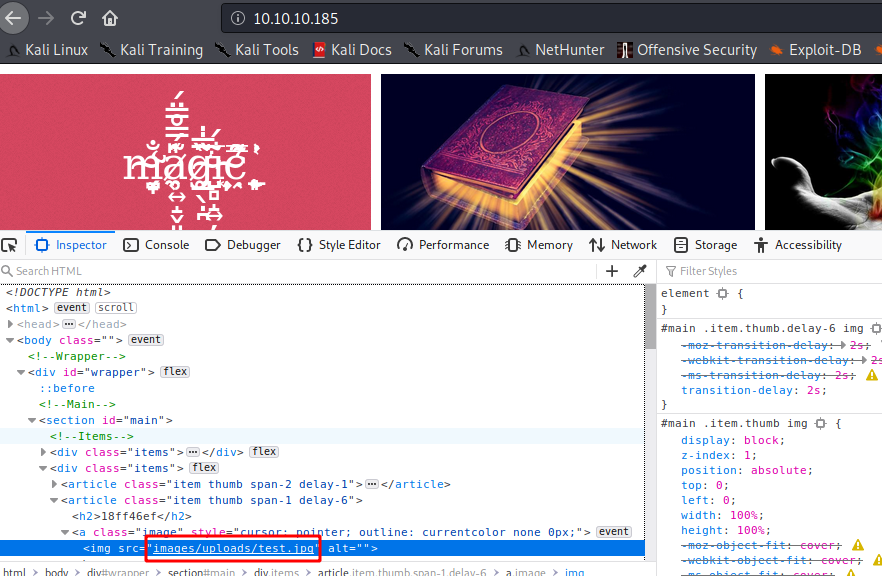 10.10.10.185
Kali Linux Kali Training Kali Tools Kali Docs Kali Forums NetHunter Offensive Security Exploit-DB
magic
Inspector Console Debugger Style Editor Performance Memory Network Storage Accessibility
Search HTML
<!DOCTYPE html>
<html> event scroll
<head> ••• </head>
<body class=""> event
<!--Wrapper-->
<div id="wrapper"> flex
::before
<!--Main-->
<section id="main">
<!--Items-->
<div class="items"> ••• </div> flex
<div class="items"> flex
<article class="item thumb span-2 delay-1"> ••• </article>
<article class="item thumb span-1 delay-6">
<h2>18ff46ef</h2>
<a class="image" style="cursor: pointer; outline: currentcolor none 0px;"> event
<img src="images/uploads/test.jpg" alt="">
html > body > div#wrapper > section#main > div.items > article.item.thumb.span-1.delay-6 > a.image > img
Filter Styles
element {
}
#main .item.thumb.delay-6 img {
-moz-transition-delay: 2s;
-webkit-transition-delay: 2s
-ms-transition-delay: 2s;
transition-delay: 2s;
}
#main .item.thumb img {
display: block;
z-index: 1;
position: absolute;
top: 0;
left: 0;
width: 100%;
height: 100%;
-moz-object-fit: cover;
-webkit-object-fit: cover;
-ms-object-fit: cover;